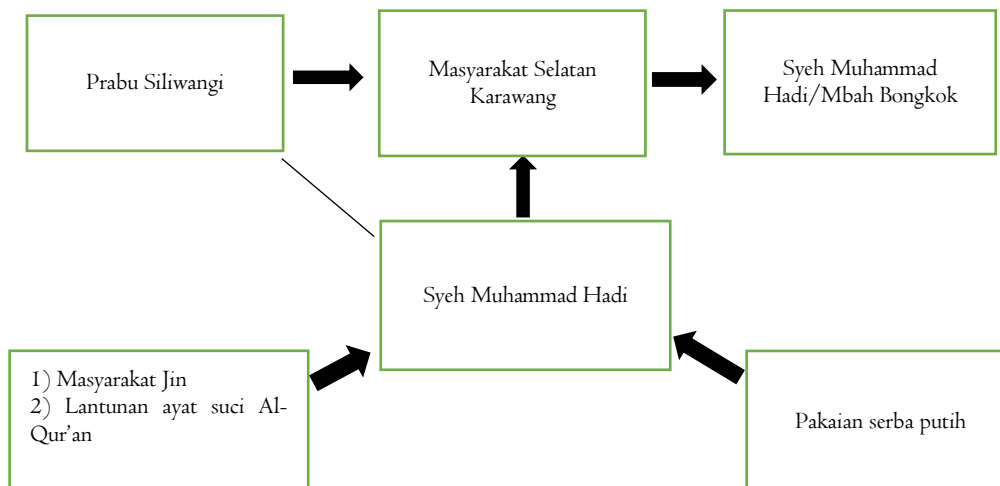 Prabu Siliwangi
Masyarakat Selatan
Karawang
Syeh Muhammad
Hadi/Mbah Bongkok
Syeh Muhammad Hadi
1) Masyarakat Jin
2) Lantunan ayat suci Al-
Qur’an
Pakaian serba putih